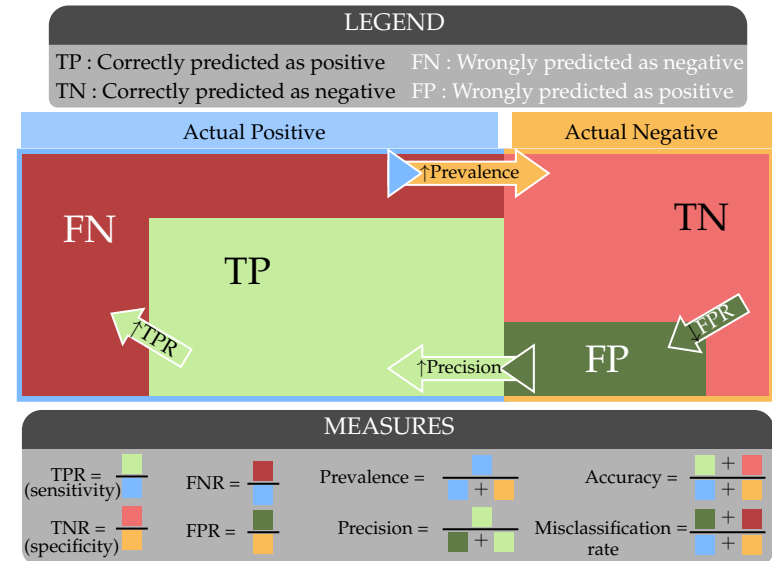 LEGEND
TP : Correctly predicted as positive FN : Wrongly predicted as negative
TN : Correctly predicted as negative FP : Wrongly predicted as positive
Actual Positive Actual Negative
↑Prevalence
FN TN
TP
↑TPR ↓FPR
↑Precision FP
MEASURES
TPR = FNR = Prevalence = + Accuracy = + +
(sensitivity)
TNR = FPR = Precision = + Misclassification = + +
(specificity) rate